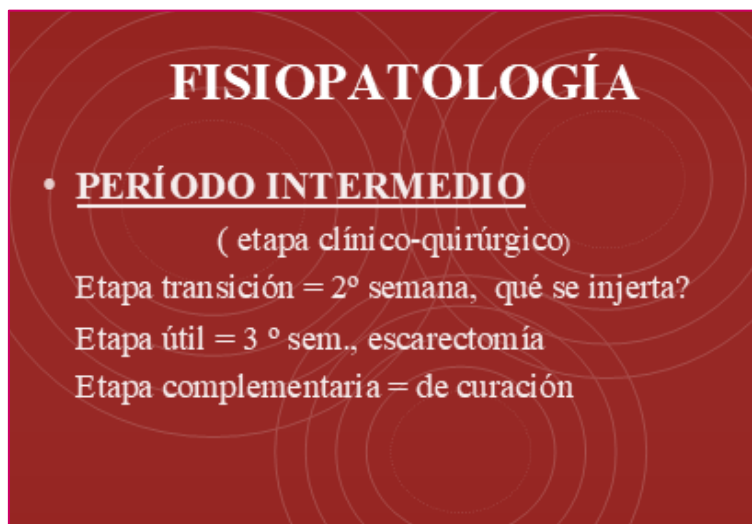 FISIOPATOLOGÍA
• PERÍODO INTERMEDIO
( etapa clínico-quirúrgico)
Etapa transición = 2º semana, qué se injerta?
Etapa útil = 3 º sem., escarectomía
Etapa complementaria = de curación